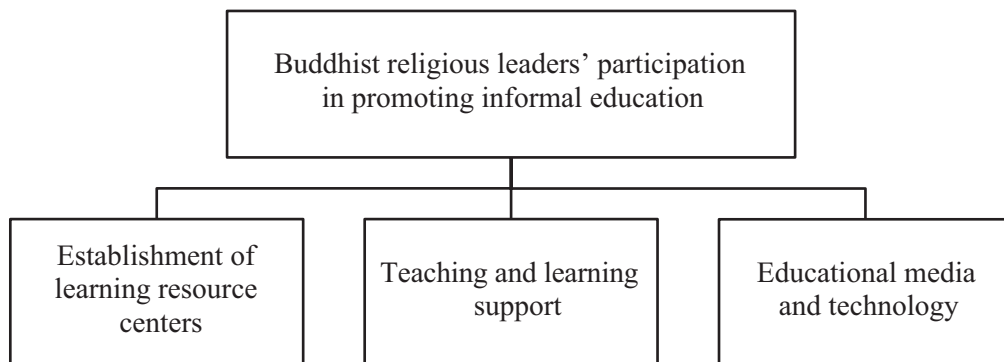 Buddhist religious leaders’ participation
in promoting informal education
Establishment of
learning resource
centers
Teaching and learning
support
Educational media
and technology